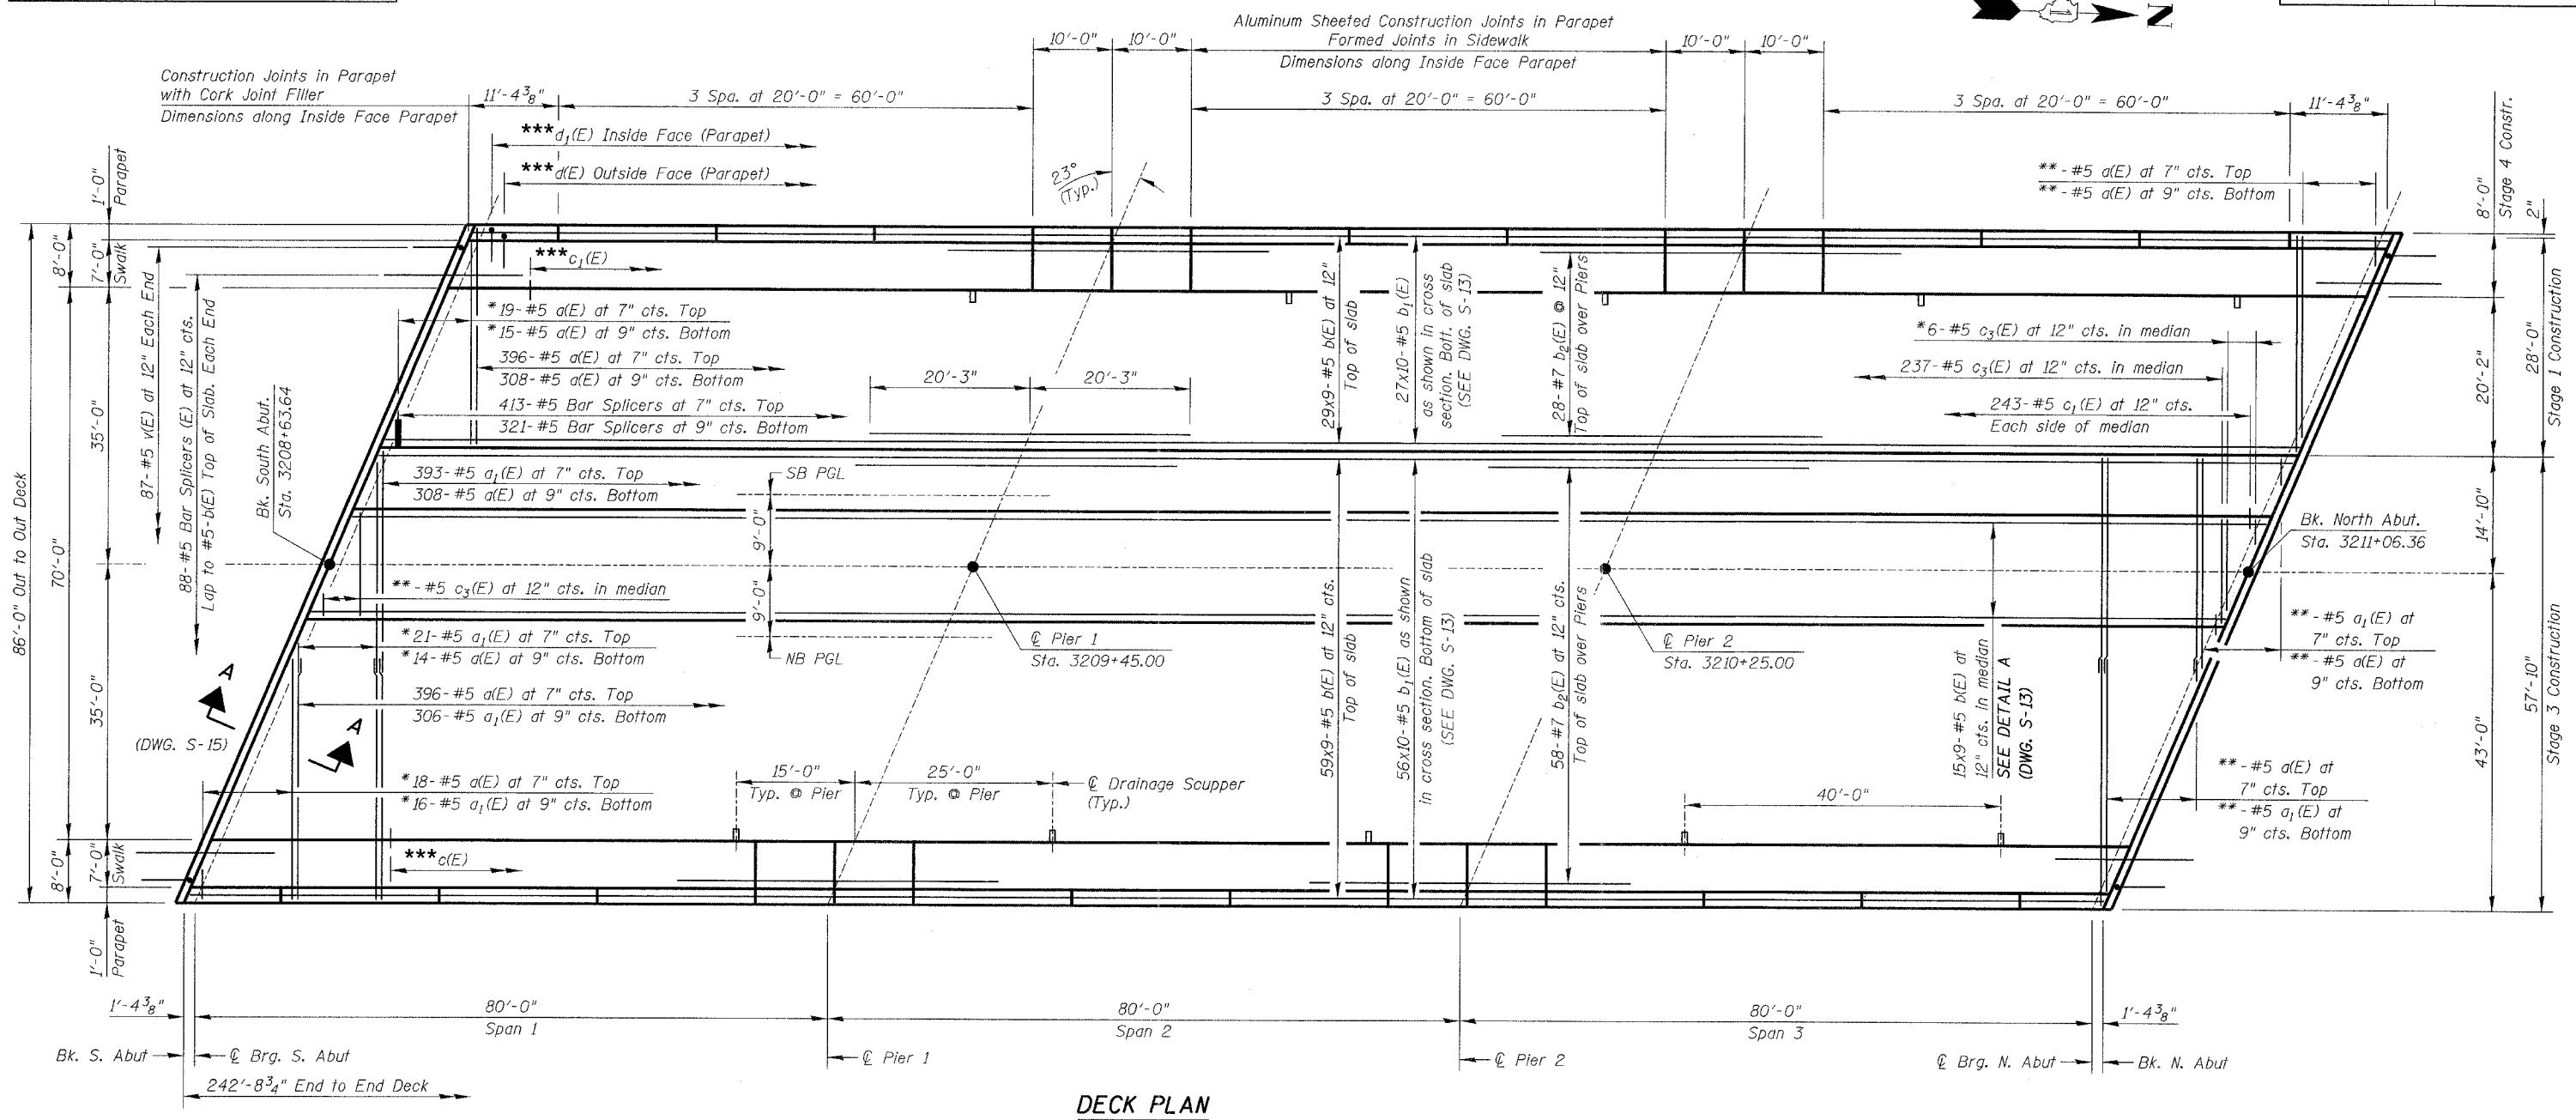 Aluminum Sheeted Construction Joints in Parapet
Formed Joints in Sidewalk
Dimensions along Inside Face Parapet
10'-0" 10'-0"
10'-0" 10'-0"
N
Construction Joints in Parapet
with Cork Joint Filler
Dimensions along Inside Face Parapet
11'-4 3/8"
3 Spa. at 20'-0" = 60'-0"
3 Spa. at 20'-0" = 60'-0"
3 Spa. at 20'-0" = 60'-0"
11'-4 3/8"
***d1(E) Inside Face (Parapet)
***d(E) Outside Face (Parapet)
23°
(Typ.)
**-#5 a(E) at 7" cts. Top
**-#5 a(E) at 9" cts. Bottom
8'-0"
Stage 4 Constr.
2"
1'-0"
Parapet
8'-0"
7'-0"
Swalk
***c1(E)
*19-#5 a(E) at 7" cts. Top
*15-#5 a(E) at 9" cts. Bottom
396-#5 a(E) at 7" cts. Top
308-#5 a(E) at 9" cts. Bottom
413-#5 Bar Splicers at 7" cts. Top
321-#5 Bar Splicers at 9" cts. Bottom
20'-3"
20'-3"
29x9-#5 b(E) at 12"
Top of slab
27x10-#5 b1(E)
as shown in cross
section. Bott. of slab
(SEE DWG. S-13)
28-#7 b2(E) @ 12"
Top of slab over Piers
*6-#5 c3(E) at 12" cts. in median
237-#5 c3(E) at 12" cts. in median
243-#5 c1(E) at 12" cts.
Each side of median
20'-2"
28'-0"
Stage 1 Construction
86'-0" Out to Out Deck
70'-0"
35'-0"
35'-0"
87-#5 v(E) at 12" Each End
88-#5 Bar Splicers (E) at 12" cts.
Lap to #5-b(E) Top of Slab. Each End
Bk. South Abut.
Sta. 3208+63.64
393-#5 a1(E) at 7" cts. Top
308-#5 a(E) at 9" cts. Bottom
SB PGL
9'-0"
9'-0"
NB PGL
**-#5 c3(E) at 12" cts. in median
*21-#5 a1(E) at 7" cts. Top
*14-#5 a(E) at 9" cts. Bottom
396-#5 a(E) at 7" cts. Top
306-#5 a1(E) at 9" cts. Bottom
*18-#5 a(E) at 7" cts. Top
*16-#5 a1(E) at 9" cts. Bottom
***c(E)
A
A
(DWG. S-15)
℄ Pier 1
Sta. 3209+45.00
℄ Pier 2
Sta. 3210+25.00
59x9-#5 b(E) at 12" cts.
Top of slab
56x10-#5 b1(E) as shown
in cross section. Bottom of slab
(SEE DWG. S-13)
58-#7 b2(E) at 12" cts.
Top of slab over Piers
15x9-#5 b(E) at
12" cts. in median
SEE DETAIL A
(DWG. S-13)
Bk. North Abut.
Sta. 3211+06.36
**-#5 a1(E) at
7" cts. Top
**-#5 a(E) at
9" cts. Bottom
**-#5 a(E) at
7" cts. Top
**-#5 a1(E) at
9" cts. Bottom
14'-10"
43'-0"
57'-10"
Stage 3 Construction
15'-0"
Typ. @ Pier
25'-0"
Typ. @ Pier
℄ Drainage Scupper
(Typ.)
40'-0"
8'-0"
7'-0"
Swalk
1'-0"
Parapet
1'-4 3/8"
80'-0"
Span 1
80'-0"
Span 2
80'-0"
Span 3
1'-4 3/8"
Bk. S. Abut
℄ Brg. S. Abut
℄ Pier 1
℄ Pier 2
℄ Brg. N. Abut
Bk. N. Abut
242'-8 3/4" End to End Deck
DECK PLAN